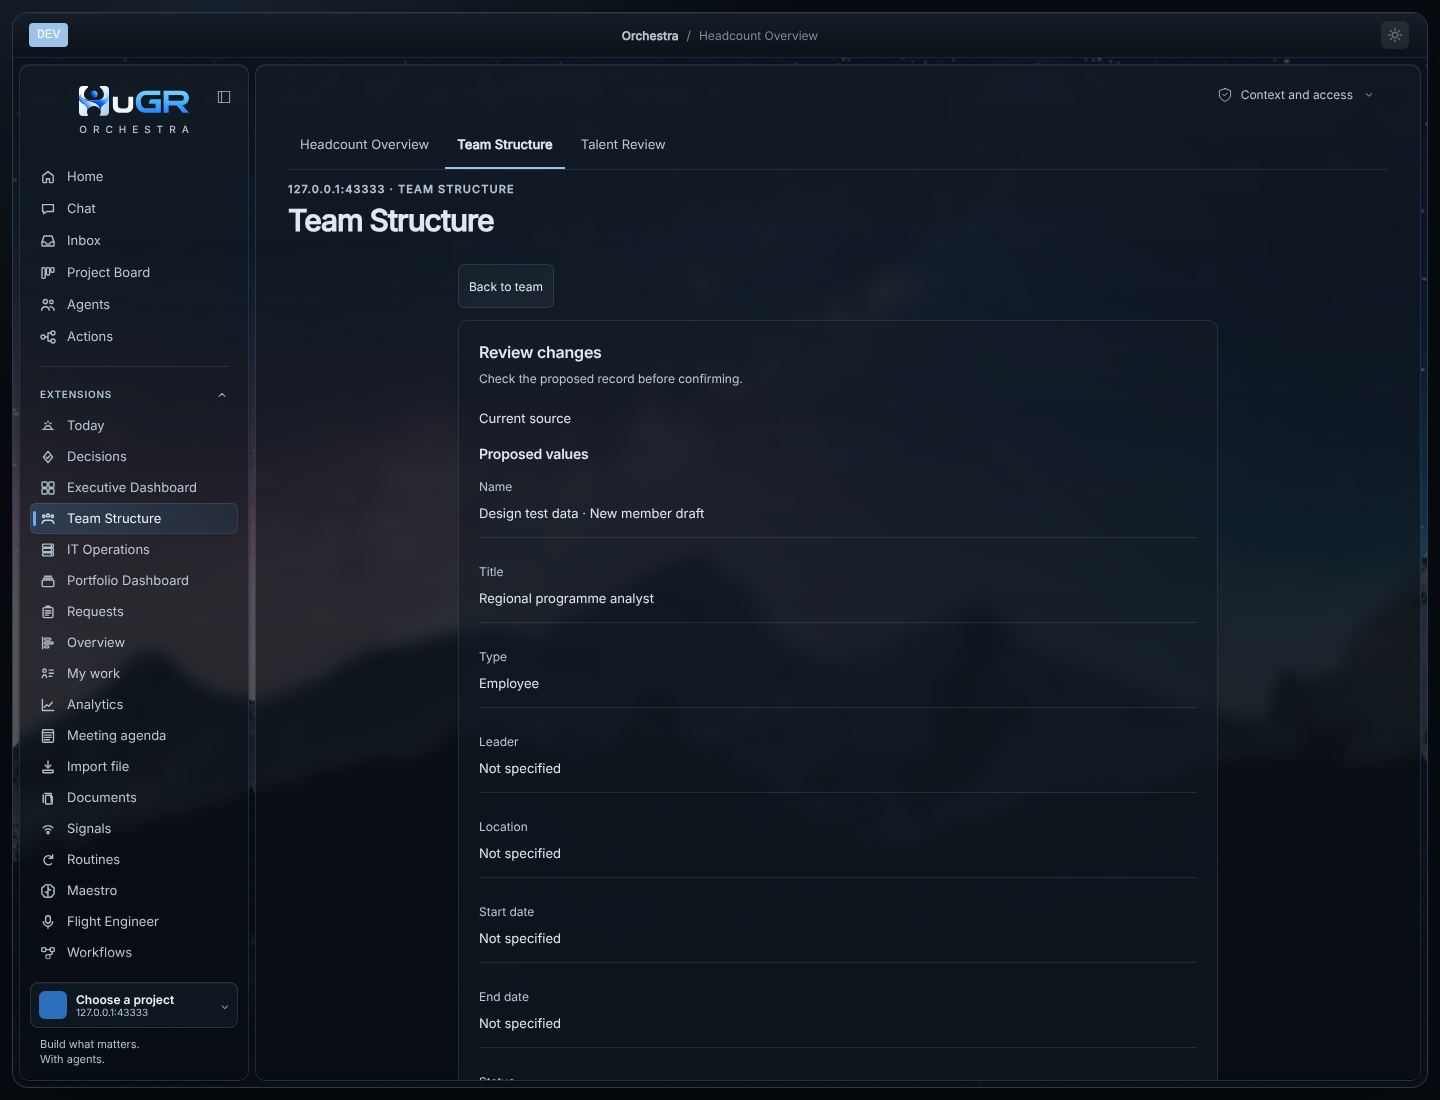 DEV
Orchestra / Headcount Overview
HuGR
ORCHESTRA
Home
Chat
Inbox
Project Board
Agents
Actions
EXTENSIONS
Today
Decisions
Executive Dashboard
Team Structure
IT Operations
Portfolio Dashboard
Requests
Overview
My work
Analytics
Meeting agenda
Import file
Documents
Signals
Routines
Maestro
Flight Engineer
Workflows
Choose a project
127.0.0.1:43333
Build what matters.
With agents.
Context and access
Headcount Overview Team Structure Talent Review
127.0.0.1:43333 · TEAM STRUCTURE
Team Structure
Back to team
Review changes
Check the proposed record before confirming.
Current source
Proposed values
Name
Design test data · New member draft
Title
Regional programme analyst
Type
Employee
Leader
Not specified
Location
Not specified
Start date
Not specified
End date
Not specified